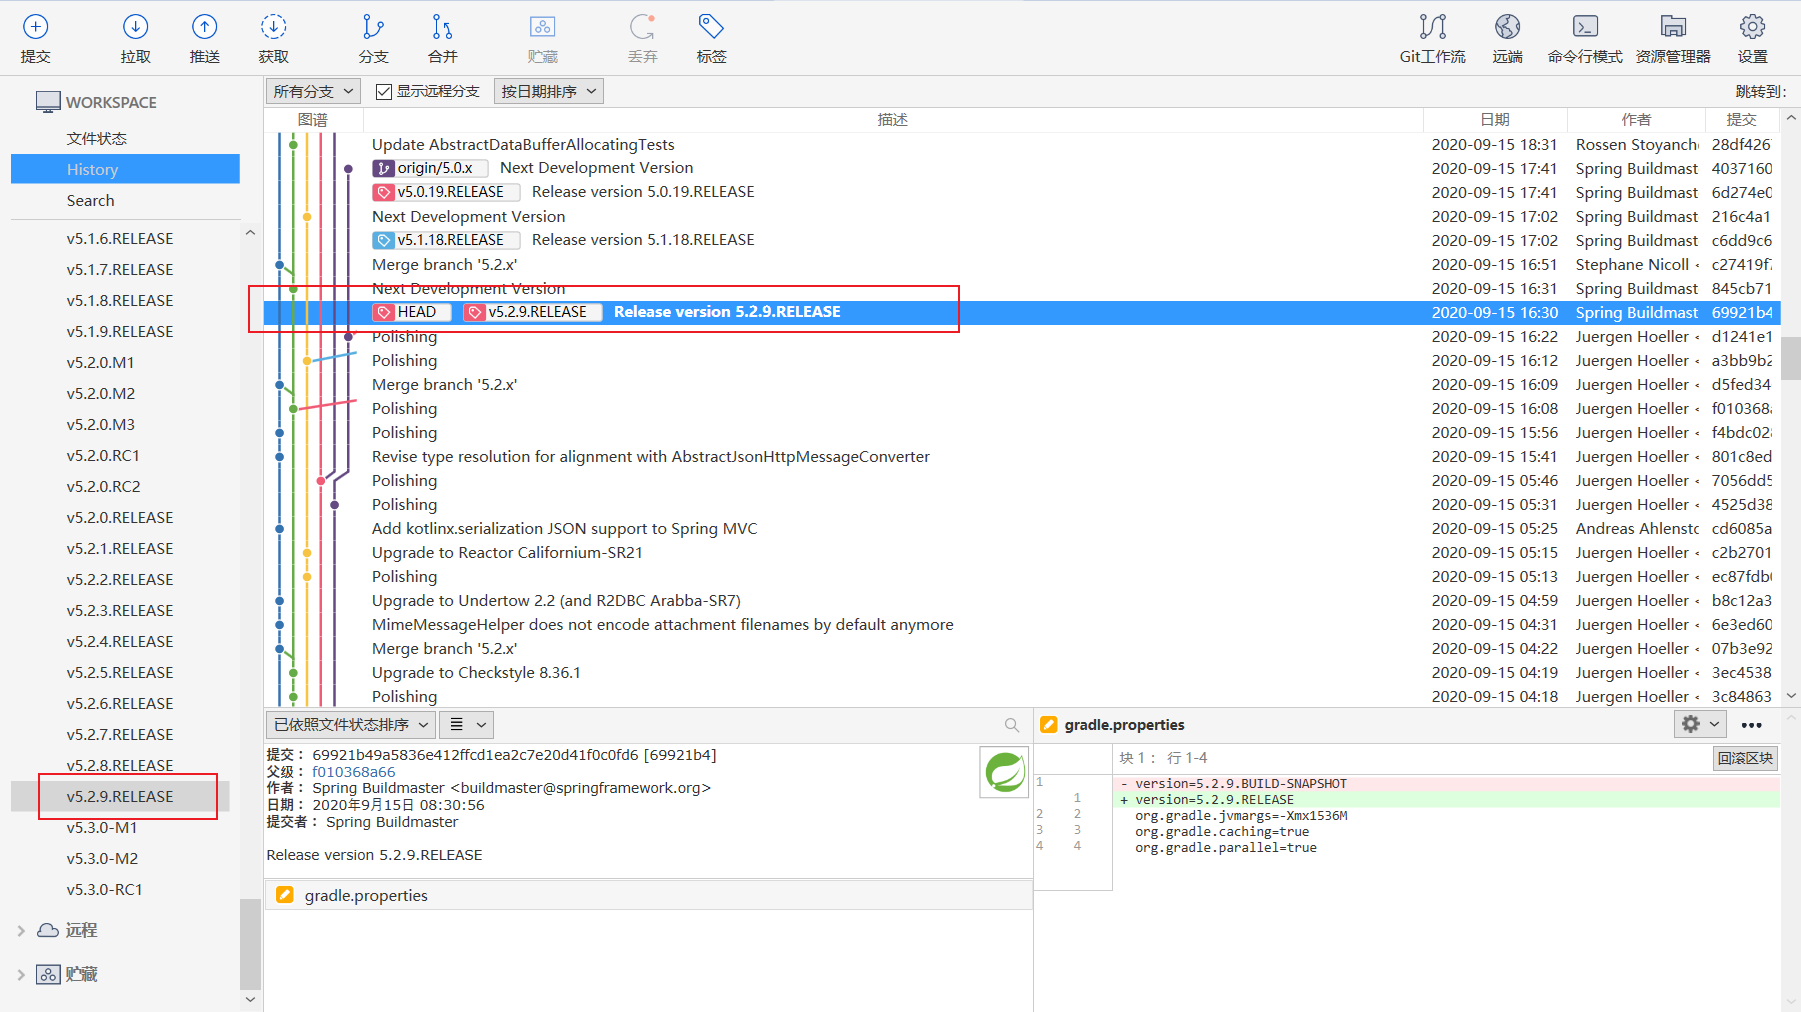 提交 拉取 推送 获取 分支 合并 贮藏 丢弃 标签 Git工作流 远端 命令行模式 资源管理器 设置
WORKSPACE
文件状态
History
Search
v5.1.6.RELEASE
v5.1.7.RELEASE
v5.1.8.RELEASE
v5.1.9.RELEASE
v5.2.0.M1
v5.2.0.M2
v5.2.0.M3
v5.2.0.RC1
v5.2.0.RC2
v5.2.0.RELEASE
v5.2.1.RELEASE
v5.2.2.RELEASE
v5.2.3.RELEASE
v5.2.4.RELEASE
v5.2.5.RELEASE
v5.2.6.RELEASE
v5.2.7.RELEASE
v5.2.8.RELEASE
v5.2.9.RELEASE
v5.3.0-M1
v5.3.0-M2
v5.3.0-RC1
远程
贮藏
所有分支 显示远程分支 按日期排序 跳转到:
图谱 描述 日期 作者 提交
Update AbstractDataBufferAllocatingTests 2020-09-15 18:31 Rossen Stoyanch 28df426
origin/5.0.x Next Development Version 2020-09-15 17:41 Spring Buildmast 4037160
v5.0.19.RELEASE Release version 5.0.19.RELEASE 2020-09-15 17:41 Spring Buildmast 6d274e0
Next Development Version 2020-09-15 17:02 Spring Buildmast 216c4a1
v5.1.18.RELEASE Release version 5.1.18.RELEASE 2020-09-15 17:02 Spring Buildmast c6dd9c6
Merge branch '5.2.x' 2020-09-15 16:51 Stephane Nicoll < c27419f
Next Development Version 2020-09-15 16:31 Spring Buildmast 845cb71
HEAD v5.2.9.RELEASE Release version 5.2.9.RELEASE 2020-09-15 16:30 Spring Buildmast 69921b4
Polishing 2020-09-15 16:22 Juergen Hoeller < d1241e1
Polishing 2020-09-15 16:12 Juergen Hoeller < a3bb9b2
Merge branch '5.2.x' 2020-09-15 16:09 Juergen Hoeller < d5fed34
Polishing 2020-09-15 16:08 Juergen Hoeller < f010368
Polishing 2020-09-15 15:56 Juergen Hoeller < f4bdc02
Revise type resolution for alignment with AbstractJsonHttpMessageConverter 2020-09-15 15:41 Juergen Hoeller < 801c8ed
Polishing 2020-09-15 05:46 Juergen Hoeller < 7056dd5
Polishing 2020-09-15 05:31 Juergen Hoeller < 4525d38
Add kotlinx.serialization JSON support to Spring MVC 2020-09-15 05:25 Andreas Ahlenstc cd6085a
Upgrade to Reactor Californium-SR21 2020-09-15 05:15 Juergen Hoeller < c2b2701
Polishing 2020-09-15 05:13 Juergen Hoeller < ec87fdb
Upgrade to Undertow 2.2 (and R2DBC Arabba-SR7) 2020-09-15 04:59 Juergen Hoeller < b8c12a3
MimeMessageHelper does not encode attachment filenames by default anymore 2020-09-15 04:31 Juergen Hoeller < 6e3ed60
Merge branch '5.2.x' 2020-09-15 04:22 Juergen Hoeller < 07b3e92
Upgrade to Checkstyle 8.36.1 2020-09-15 04:19 Juergen Hoeller < 3ec4538
Polishing 2020-09-15 04:18 Juergen Hoeller < 3c84863
已依照文件状态排序
提交： 69921b49a5836e412ffcd1ea2c7e20d41f0c0fd6 [69921b4]
父级： f010368a66
作者： Spring Buildmaster <buildmaster@springframework.org>
日期： 2020年9月15日 08:30:56
提交者： Spring Buildmaster
Release version 5.2.9.RELEASE
gradle.properties
gradle.properties
块 1： 行 1-4 回滚区块
1 - version=5.2.9.BUILD-SNAPSHOT
1 + version=5.2.9.RELEASE
2 2 org.gradle.jvmargs=-Xmx1536M
3 3 org.gradle.caching=true
4 4 org.gradle.parallel=true